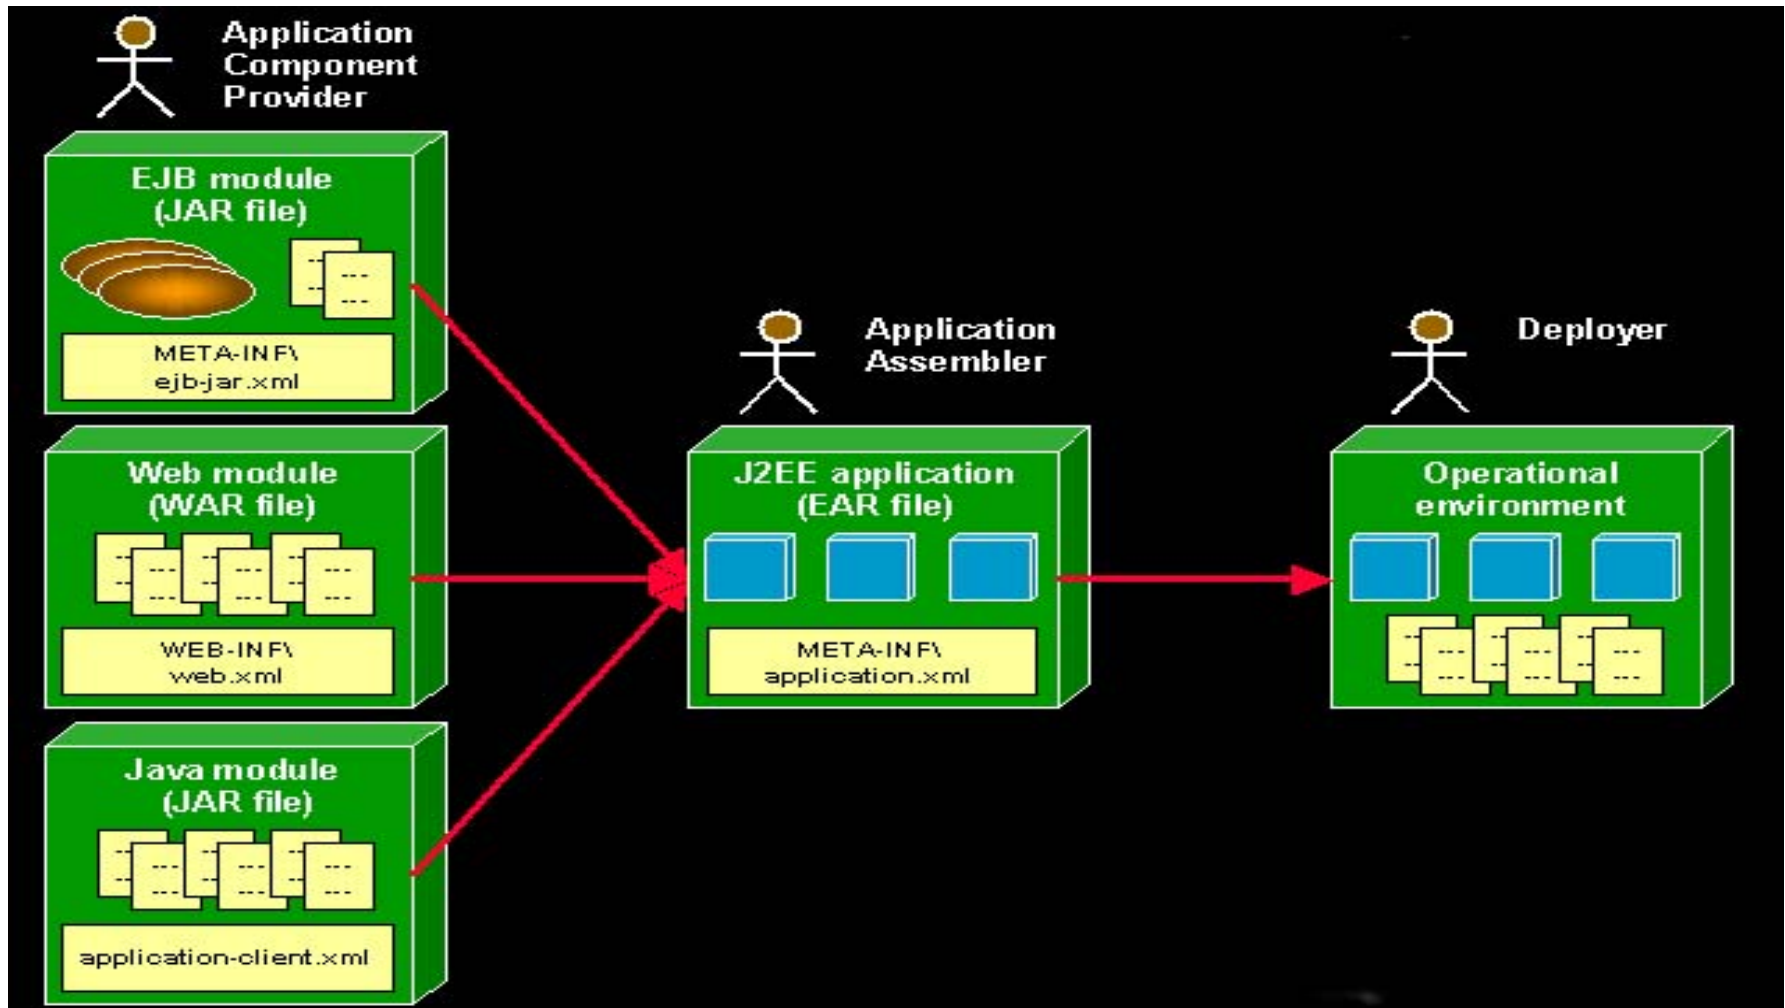 Application
Component
Provider
EJB module
(JAR file)
META-INF\
ejb-jar.xml
Web module
(WAR file)
WEB-INF\
web.xml
Java module
(JAR file)
application-client.xml
Application
Assembler
J2EE application
(EAR file)
META-INF\
application.xml
Deployer
Operational
environment